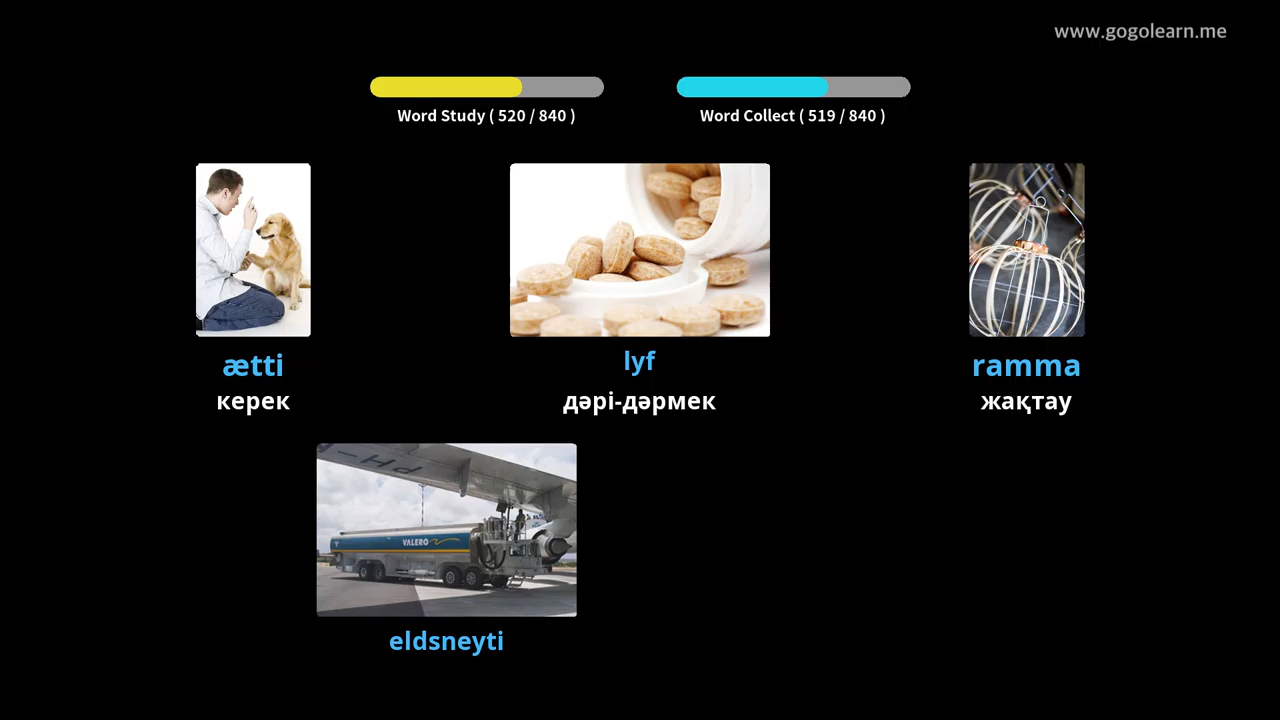 www.gogolearn.me
Word Study ( 520 / 840 )
Word Collect ( 519 / 840 )
ætti
керек
lyf
дәрі-дәрмек
ramma
жақтау
PH-
VALERO
eldsneyti